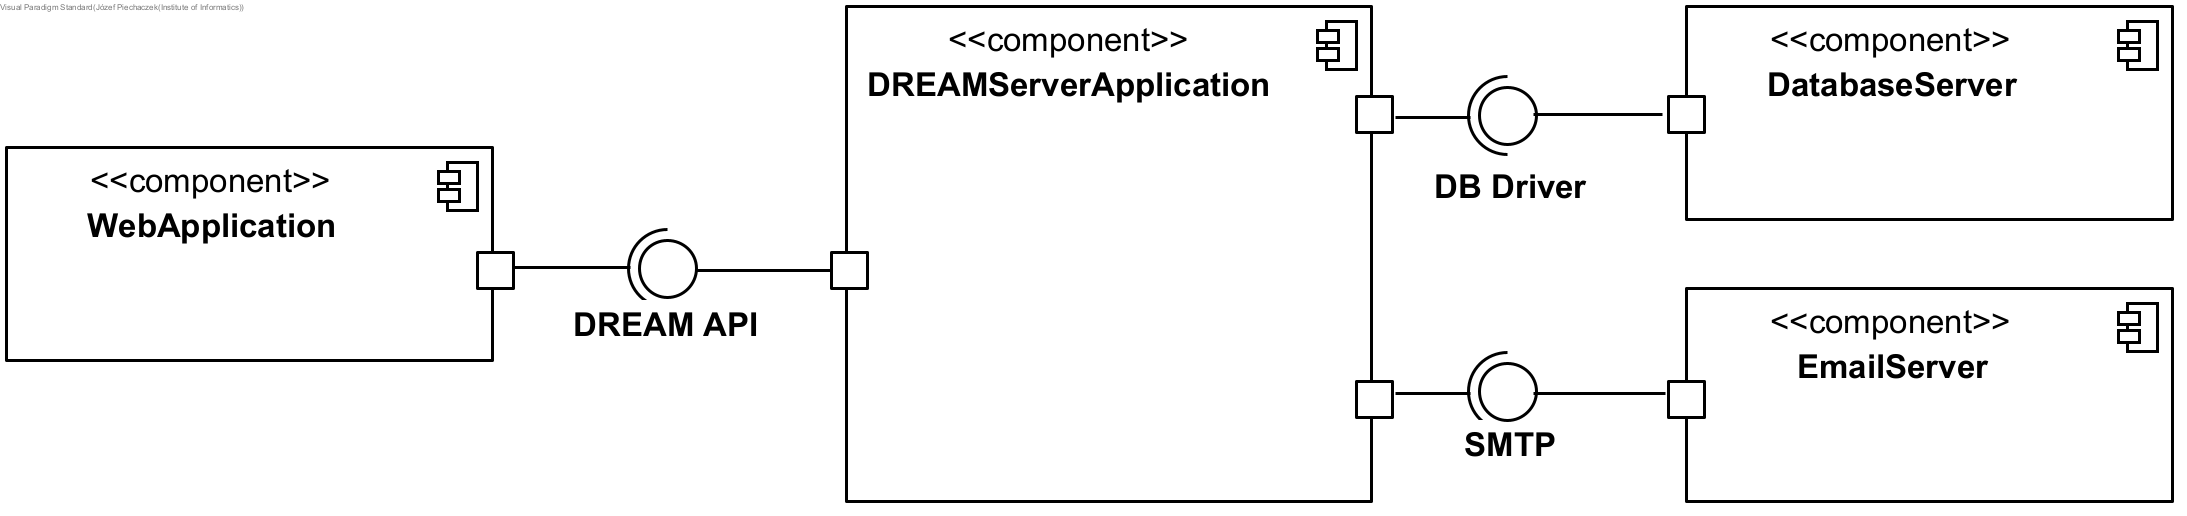 Visual Paradigm Standard(Józef Piechaczek(Institute of Informatics))
<<component>>
WebApplication
DREAM API
<<component>>
DREAMServerApplication
DB Driver
SMTP
<<component>>
DatabaseServer
<<component>>
EmailServer